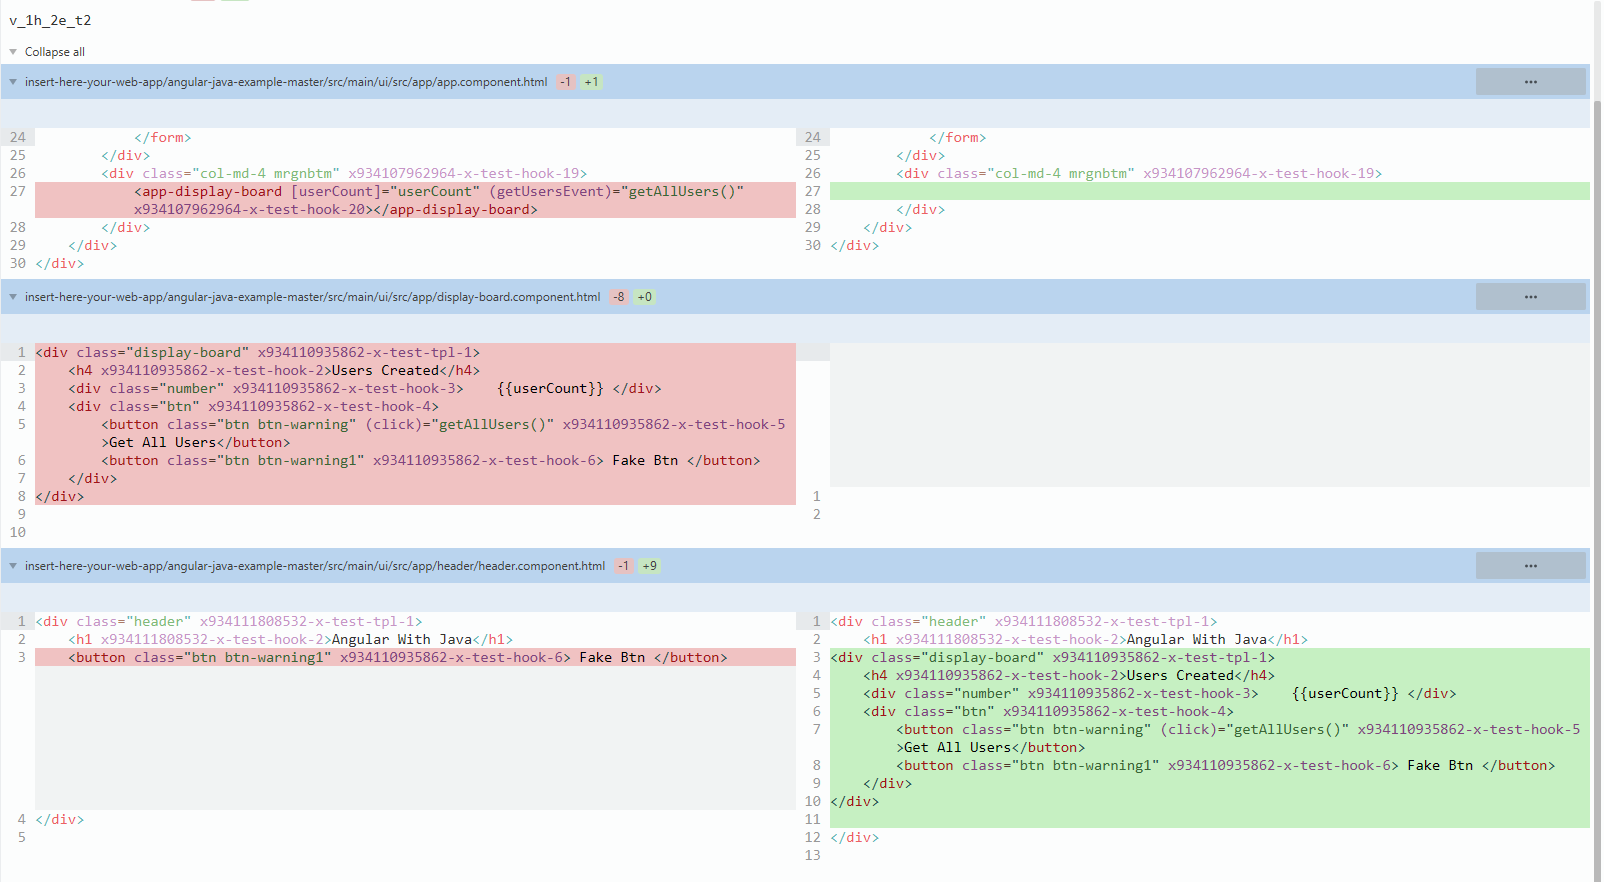 v_1h_2e_t2
Collapse all
insert-here-your-web-app/angular-java-example-master/src/main/ui/src/app/app.component.html -1 +1 ...
24 </form> 24 </form>
25 </div> 25 </div>
26 <div class="col-md-4 mrgnbtm" x934107962964-x-test-hook-19> 26 <div class="col-md-4 mrgnbtm" x934107962964-x-test-hook-19>
27 <app-display-board [userCount]="userCount" (getUsersEvent)="getAllUsers()" 27
x934107962964-x-test-hook-20></app-display-board> 28 </div>
28 </div> 29 </div>
29 </div> 30 </div>
30 </div>
insert-here-your-web-app/angular-java-example-master/src/main/ui/src/app/display-board.component.html -8 +0 ...
1 <div class="display-board" x934110935862-x-test-tpl-1>
2 <h4 x934110935862-x-test-hook-2>Users Created</h4>
3 <div class="number" x934110935862-x-test-hook-3> {{userCount}} </div>
4 <div class="btn" x934110935862-x-test-hook-4>
5 <button class="btn btn-warning" (click)="getAllUsers()" x934110935862-x-test-hook-5
>Get All Users</button>
6 <button class="btn btn-warning1" x934110935862-x-test-hook-6> Fake Btn </button>
7 </div>
8 </div> 1
9 2
10
insert-here-your-web-app/angular-java-example-master/src/main/ui/src/app/header/header.component.html -1 +9 ...
1 <div class="header" x934111808532-x-test-tpl-1> 1 <div class="header" x934111808532-x-test-tpl-1>
2 <h1 x934111808532-x-test-hook-2>Angular With Java</h1> 2 <h1 x934111808532-x-test-hook-2>Angular With Java</h1>
3 <button class="btn btn-warning1" x934110935862-x-test-hook-6> Fake Btn </button> 3 <div class="display-board" x934110935862-x-test-tpl-1>
4 <h4 x934110935862-x-test-hook-2>Users Created</h4>
5 <div class="number" x934110935862-x-test-hook-3> {{userCount}} </div>
6 <div class="btn" x934110935862-x-test-hook-4>
7 <button class="btn btn-warning" (click)="getAllUsers()" x934110935862-x-test-hook-5
>Get All Users</button>
8 <button class="btn btn-warning1" x934110935862-x-test-hook-6> Fake Btn </button>
9 </div>
10 </div>
4 </div> 11
5 12 </div>
13